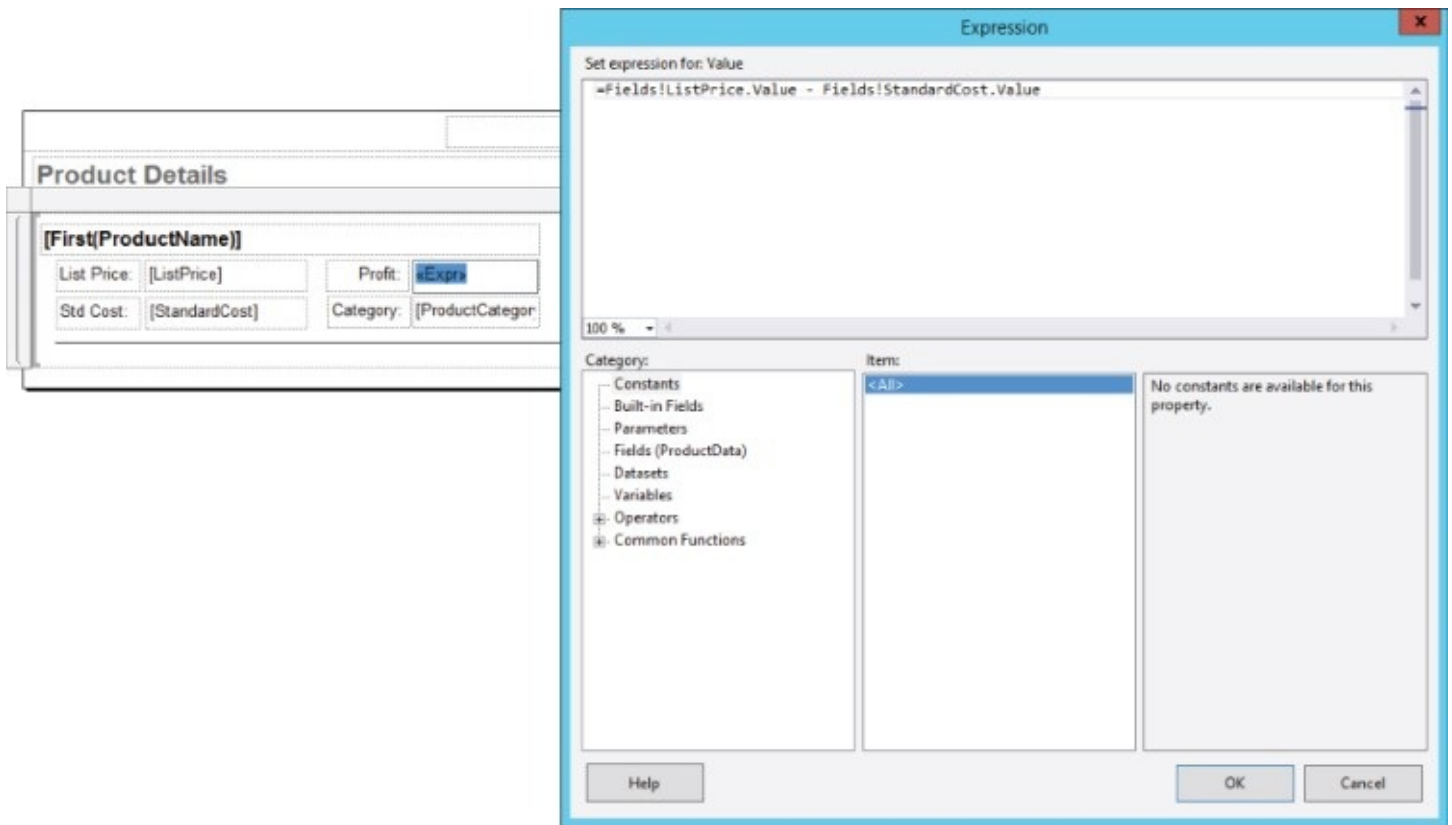 Expression
x
Set expression for: Value
=Fields!ListPrice.Value - Fields!StandardCost.Value
Product Details
[First(ProductName)]
List Price: [ListPrice] Profit: «Expr»
Std Cost: [StandardCost] Category: [ProductCategor
100 %
Category: Item:
Constants
Built-in Fields
Parameters
Fields (ProductData)
Datasets
Variables
Operators
Common Functions
<All>
No constants are available for this
property.
Help OK Cancel